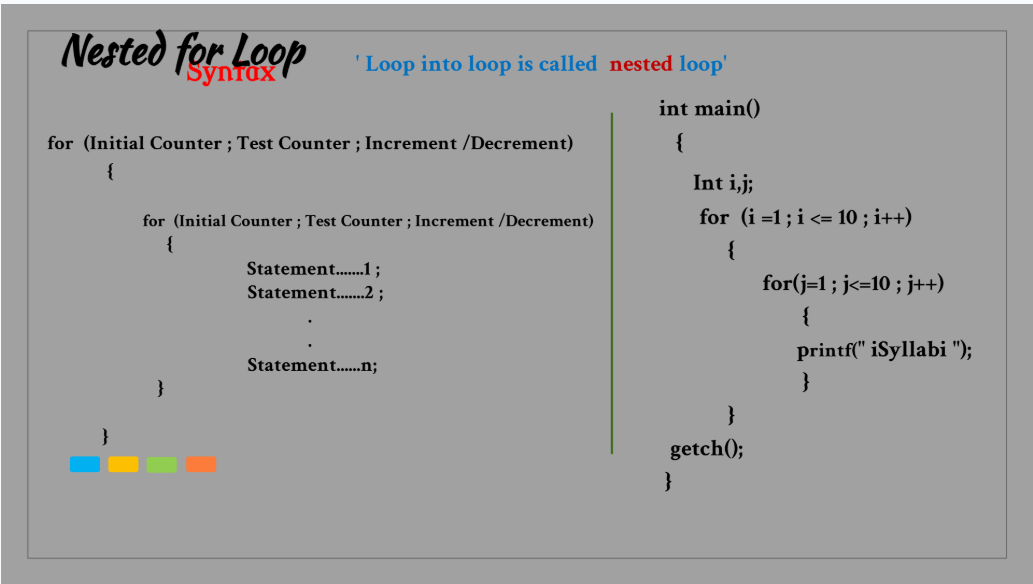 Nested for Loop
Syntax
' Loop into loop is called nested loop'
for (Initial Counter ; Test Counter ; Increment /Decrement)
{
for (Initial Counter ; Test Counter ; Increment /Decrement)
{
Statement.......1 ;
Statement.......2 ;
.
.
Statement......n;
}
}
int main()
{
Int i,j;
for (i =1 ; i <= 10 ; i++)
{
for(j=1 ; j<=10 ; j++)
{
printf(" iSyllabi ");
}
}
getch();
}